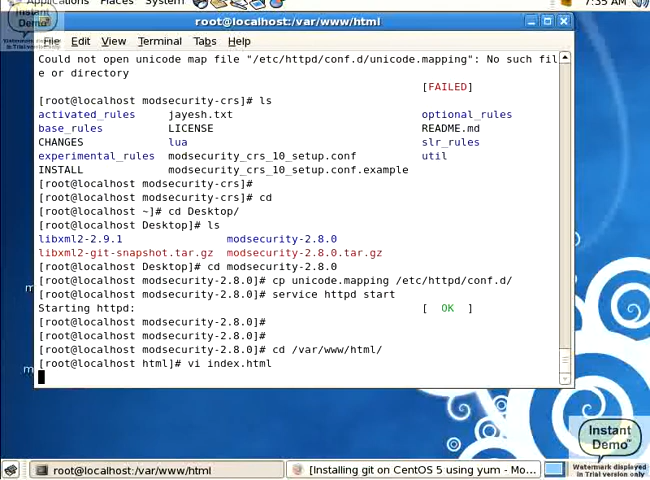 Applications Places System 7:35 AM
Instant
Demo
root@localhost:/var/www/html
File Edit View Terminal Tabs Help
Could not open unicode map file "/etc/httpd/conf.d/unicode.mapping": No such fil
e or directory
[FAILED]
[root@localhost modsecurity-crs]# ls
activated_rules jayesh.txt optional_rules
base_rules LICENSE README.md
CHANGES lua slr_rules
experimental_rules modsecurity_crs_10_setup.conf util
INSTALL modsecurity_crs_10_setup.conf.example
[root@localhost modsecurity-crs]#
[root@localhost modsecurity-crs]# cd
[root@localhost ~]# cd Desktop/
[root@localhost Desktop]# ls
libxml2-2.9.1 modsecurity-2.8.0
libxml2-git-snapshot.tar.gz modsecurity-2.8.0.tar.gz
[root@localhost Desktop]# cd modsecurity-2.8.0
[root@localhost modsecurity-2.8.0]# cp unicode.mapping /etc/httpd/conf.d/
[root@localhost modsecurity-2.8.0]# service httpd start
Starting httpd: [ OK ]
[root@localhost modsecurity-2.8.0]#
[root@localhost modsecurity-2.8.0]#
[root@localhost modsecurity-2.8.0]# cd /var/www/html/
[root@localhost html]# vi index.html
root@localhost:/var/www/html
[Installing git on CentOS 5 using yum - Mo...
Instant
Demo™
Watermark displayed
in Trial version only